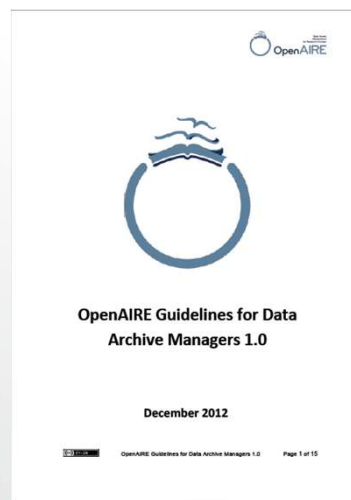 OpenAIRE
OpenAIRE Guidelines for Data
Archive Managers 1.0
December 2012
OpenAIRE Guidelines for Data Archive Managers 1.0 Page 1 of 15